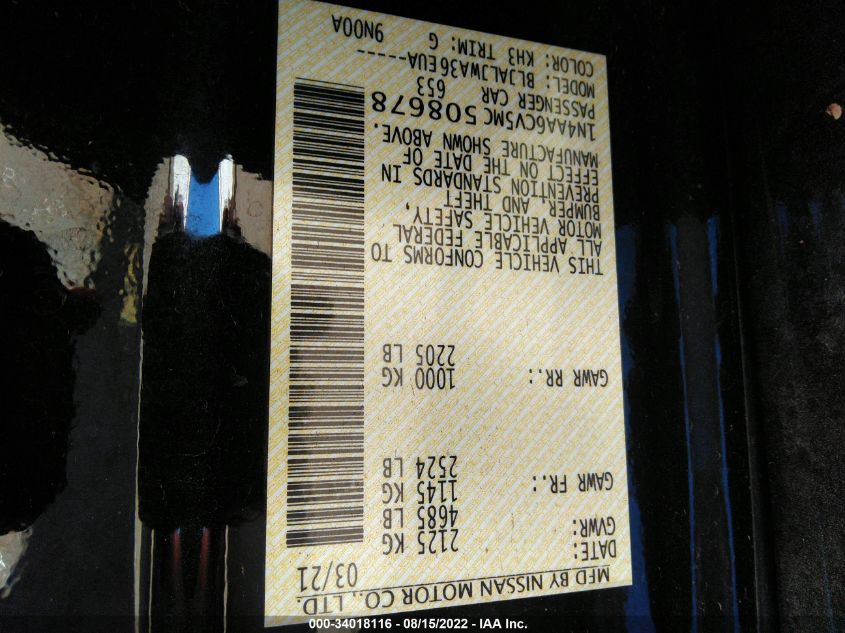 MFD BY NISSAN MOTOR CO., LTD.
DATE: 03/21
GVWR: 2125 KG
4685 LB
GAWR FR.: 1145 KG
2524 LB
GAWR RR.: 1000 KG
2205 LB
THIS VEHICLE CONFORMS TO
ALL APPLICABLE FEDERAL
MOTOR VEHICLE SAFETY,
BUMPER, AND THEFT
PREVENTION STANDARDS IN
EFFECT ON THE DATE OF
MANUFACTURE SHOWN ABOVE.
1N4AA6CV5MC508678
PASSENGER CAR 653
MODEL: BLJALJWA36EUA-----
COLOR: KH3 TRIM: G 9N00A
000-34018116 - 08/15/2022 - IAA Inc.